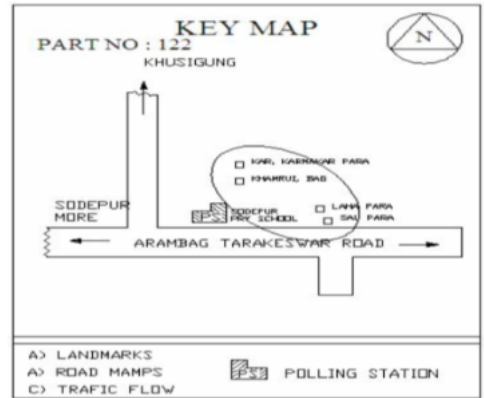 KEY MAP
PART NO : 122
N
KHUSIGUNG
KAR, KARMAKAR PARA
KHAMRUL BAG
SODEPUR MORE
PS
SODEPUR
PRY SCHOOL
LAHA PARA
SAL PARA
ARAMBAG TARAKESWAR ROAD
A) LANDMARKS
A) ROAD MAMPS
C) TRAFIC FLOW
PS
POLLING STATION